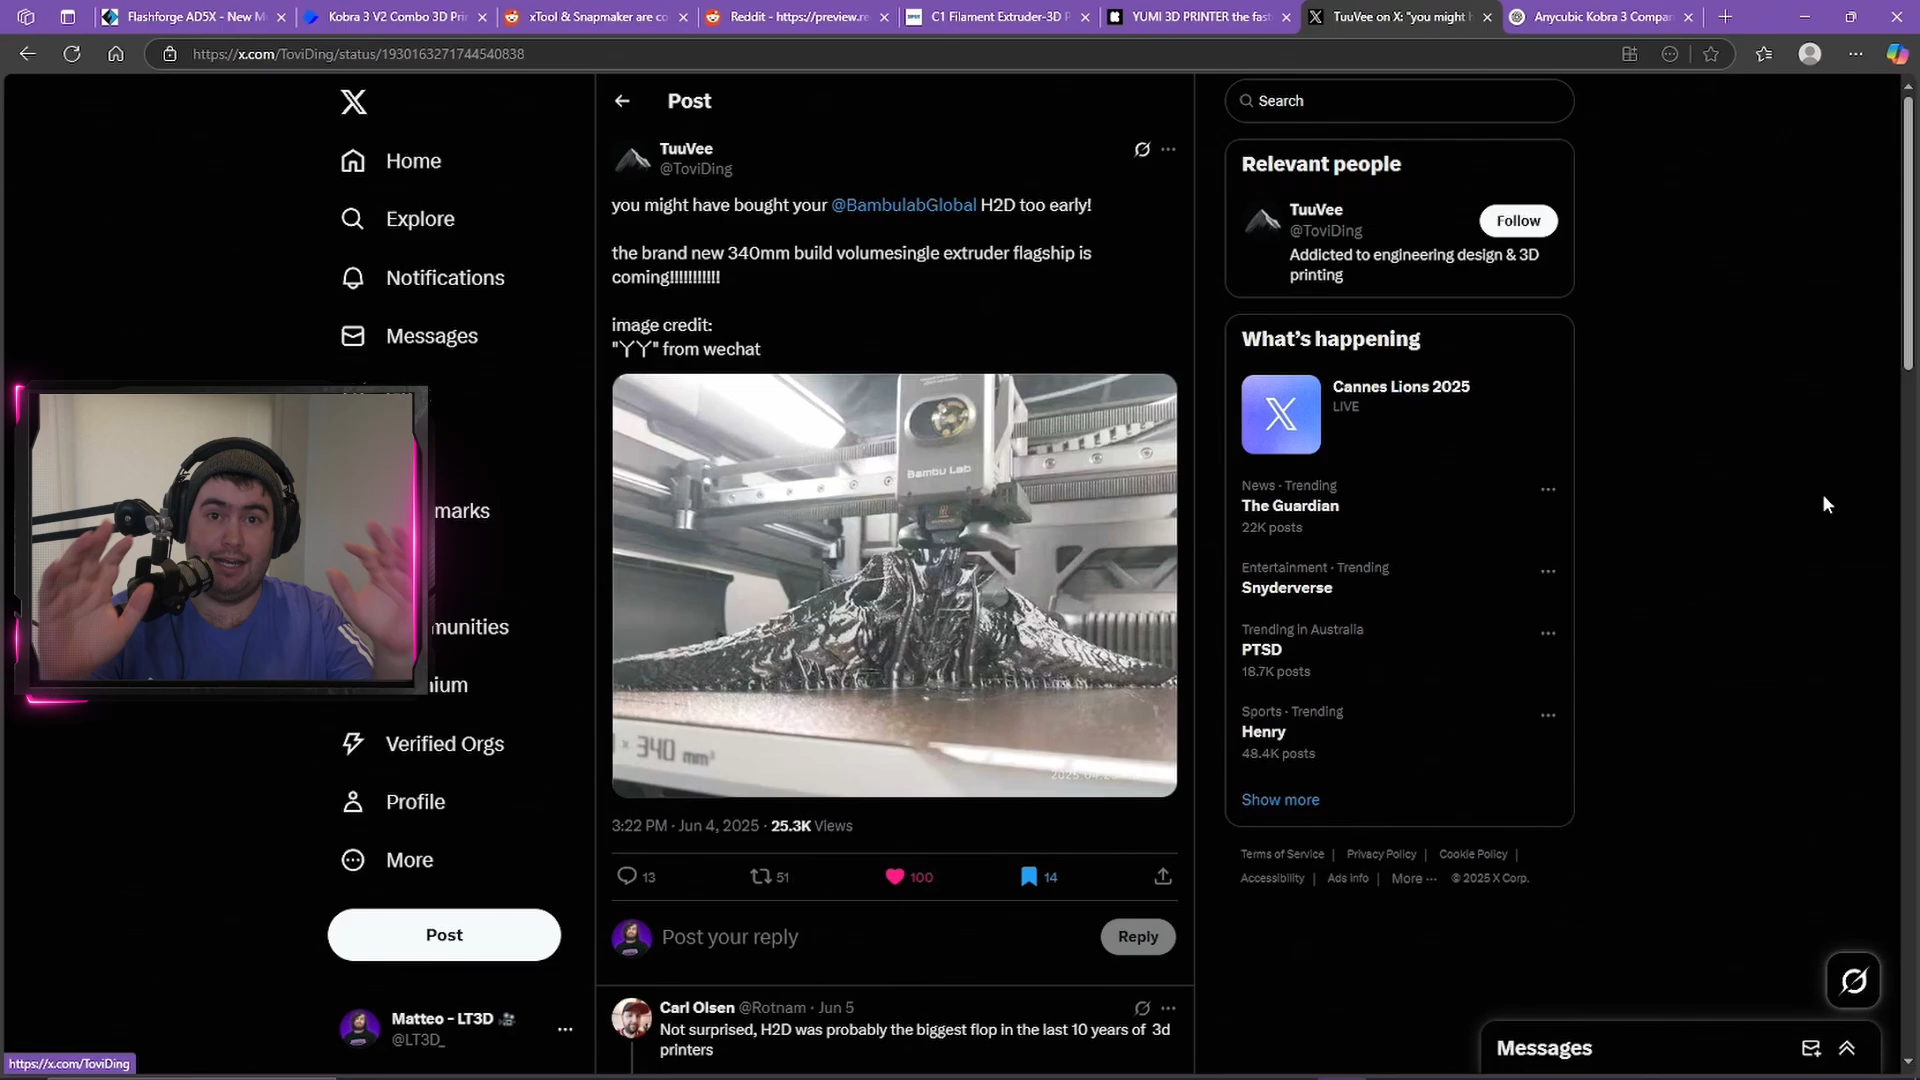 Flashforge AD5X - New M
Kobra 3 V2 Combo 3D Prin
xTool & Snapmaker are co
Reddit - https://preview.re
C1 Filament Extruder-3D P
YUMI 3D PRINTER the fast
TuuVee on X: "you might h
Anycubic Kobra 3 Compar
https://x.com/ToviDing/status/1930163271744540838
Home
Explore
Notifications
Messages
marks
munities
nium
Verified Orgs
Profile
More
Post
Matteo - LT3D
@LT3D_
https://x.com/ToviDing
Post
TuuVee
@ToviDing
you might have bought your @BambulabGlobal H2D too early!
the brand new 340mm build volumesingle extruder flagship is
coming!!!!!!!!!!!
image credit:
"丫丫" from wechat
Bambu Lab
× 340 mm³
3:22 PM · Jun 4, 2025 · 25.3K Views
13
51
100
14
Post your reply
Reply
Carl Olsen @Rotnam · Jun 5
Not surprised, H2D was probably the biggest flop in the last 10 years of 3d
printers
Search
Relevant people
TuuVee
@ToviDing
Follow
Addicted to engineering design & 3D
printing
What's happening
Cannes Lions 2025
LIVE
News · Trending
The Guardian
22K posts
Entertainment · Trending
Snyderverse
Trending in Australia
PTSD
18.7K posts
Sports · Trending
Henry
48.4K posts
Show more
Terms of Service | Privacy Policy | Cookie Policy |
Accessibility | Ads info | More ··· © 2025 X Corp.
Messages